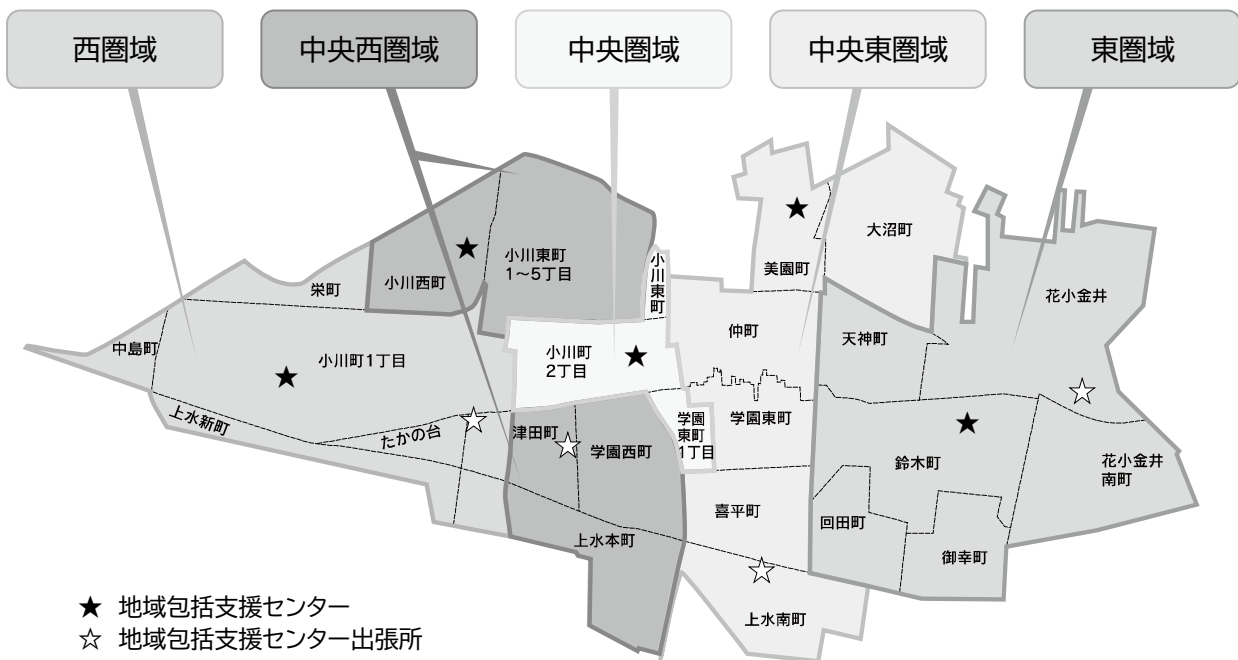 西圏域
中央西圏域
中央圏域
中央東圏域
東圏域
大沼町
美園町
小川東町
1〜5丁目
小川西町
小川東町
花小金井
栄町
仲町
天神町
中島町
小川町1丁目
小川町
2丁目
上水新町
たかの台
津田町
学園西町
学園
東町
1丁目
学園東町
鈴木町
花小金井
南町
喜平町
回田町
上水本町
御幸町
上水南町
★ 地域包括支援センター
☆ 地域包括支援センター出張所